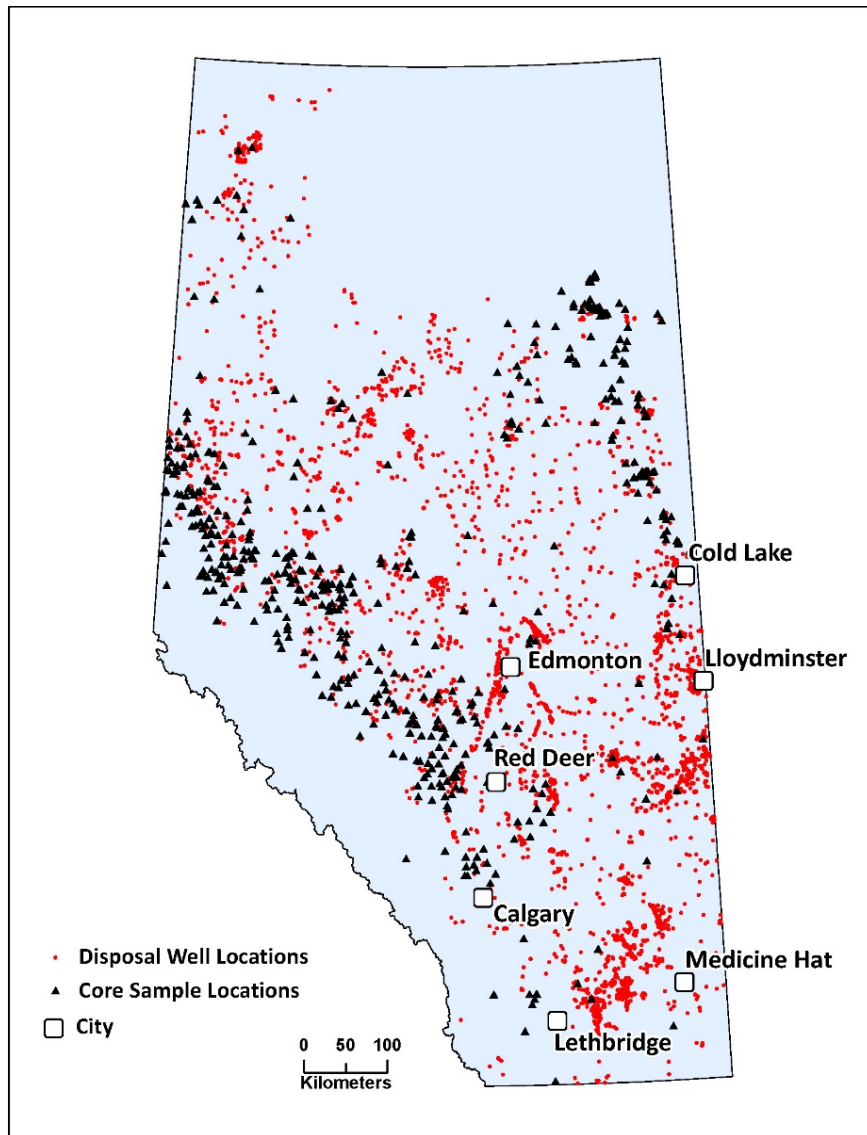 Cold Lake
Edmonton
Lloydminster
Red Deer
Calgary
Disposal Well Locations
Medicine Hat
Core Sample Locations
City
Lethbridge
0 50 100
Kilometers